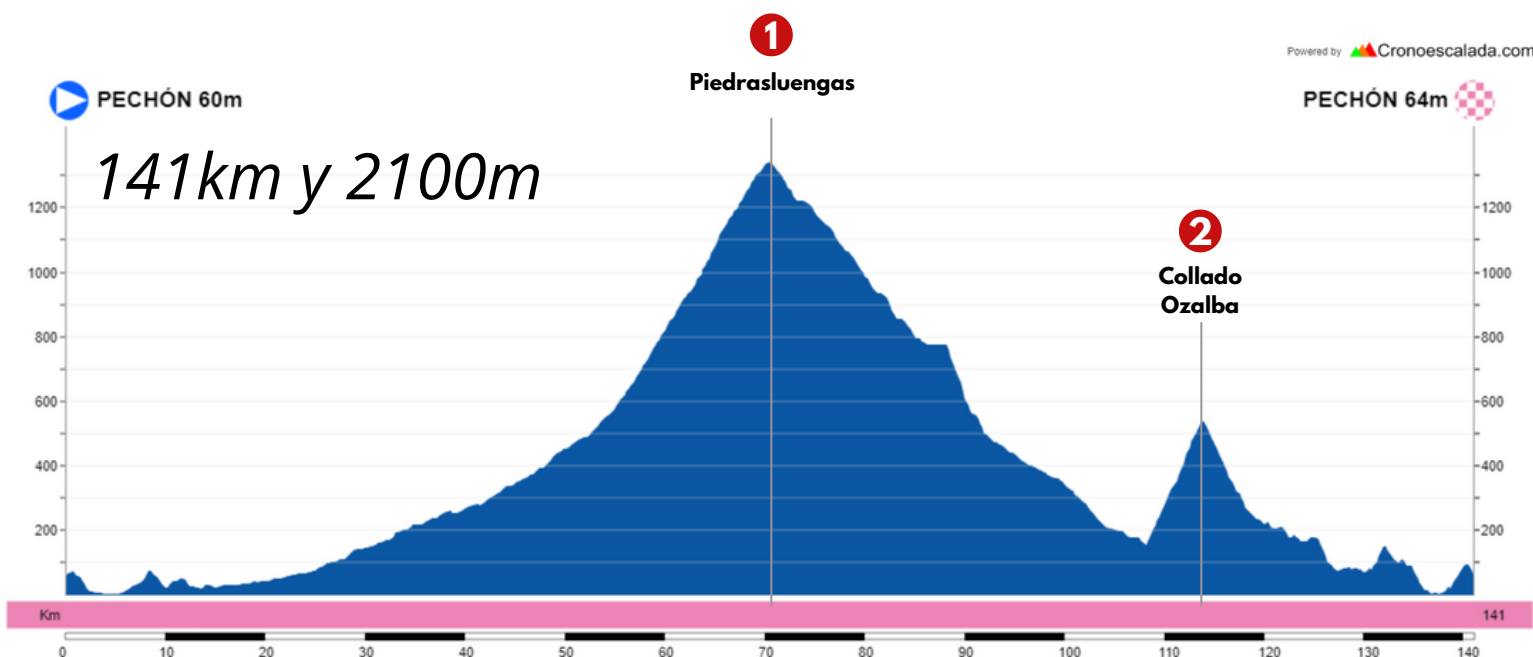 1
Piedrasluengas
Powered by Cronoescalada.com
PECHÓN 60m
PECHÓN 64m
141km y 2100m
2
Collado
Ozalba
1200 1200
1000 1000
800 800
600 600
400 400
200 200
Km 141
0 10 20 30 40 50 60 70 80 90 100 110 120 130 140